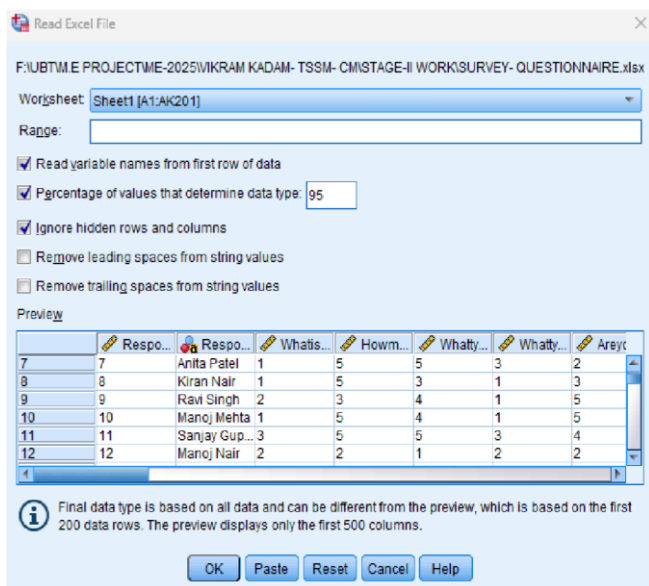 Read Excel File
F:\UBT\M.E PROJECT\ME-2025\VIKRAM KADAM- TSSM- CM\STAGE-II WORK\SURVEY- QUESTIONNAIRE.xlsx
Worksheet: Sheet1 [A1:AK201]
Range:
Read variable names from first row of data
Percentage of values that determine data type: 95
Ignore hidden rows and columns
Remove leading spaces from string values
Remove trailing spaces from string values
Preview
Respo... Respo... Whatis... Howm... Whatty... Whatty... Areyo
7 7 Anita Patel 1 5 5 3 2
8 8 Kiran Nair 1 5 3 1 3
9 9 Ravi Singh 2 3 4 1 5
10 10 Manoj Mehta 1 5 4 1 5
11 11 Sanjay Gup... 3 5 5 3 4
12 12 Manoj Nair 2 2 1 2 2
Final data type is based on all data and can be different from the preview, which is based on the first
200 data rows. The preview displays only the first 500 columns.
OK Paste Reset Cancel Help